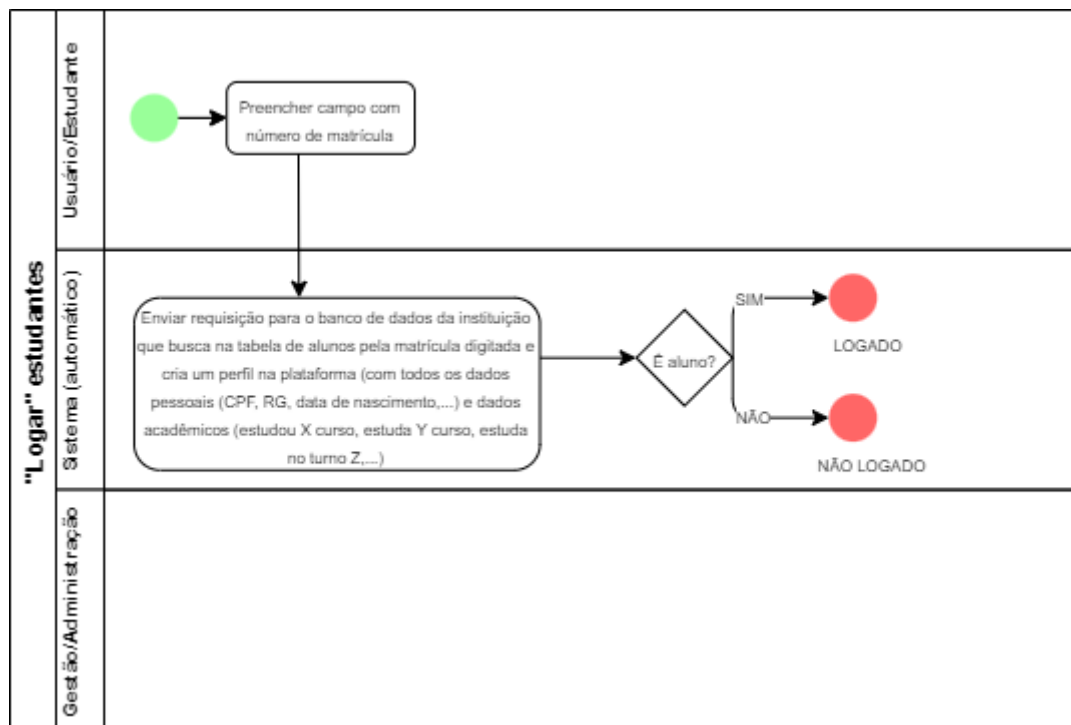 "Logar" estudantes
Usuário/Estudante
Preencher campo com
número de matrícula
Sistema (automático)
Enviar requisição para o banco de dados da instituição
que busca na tabela de alunos pela matrícula digitada e
cria um perfil na plataforma (com todos os dados
pessoais (CPF, RG, data de nascimento,...) e dados
acadêmicos (estudou X curso, estuda Y curso, estuda
no turno Z,...)
É aluno?
SIM
LOGADO
NÃO
NÃO LOGADO
Gestão/Administração